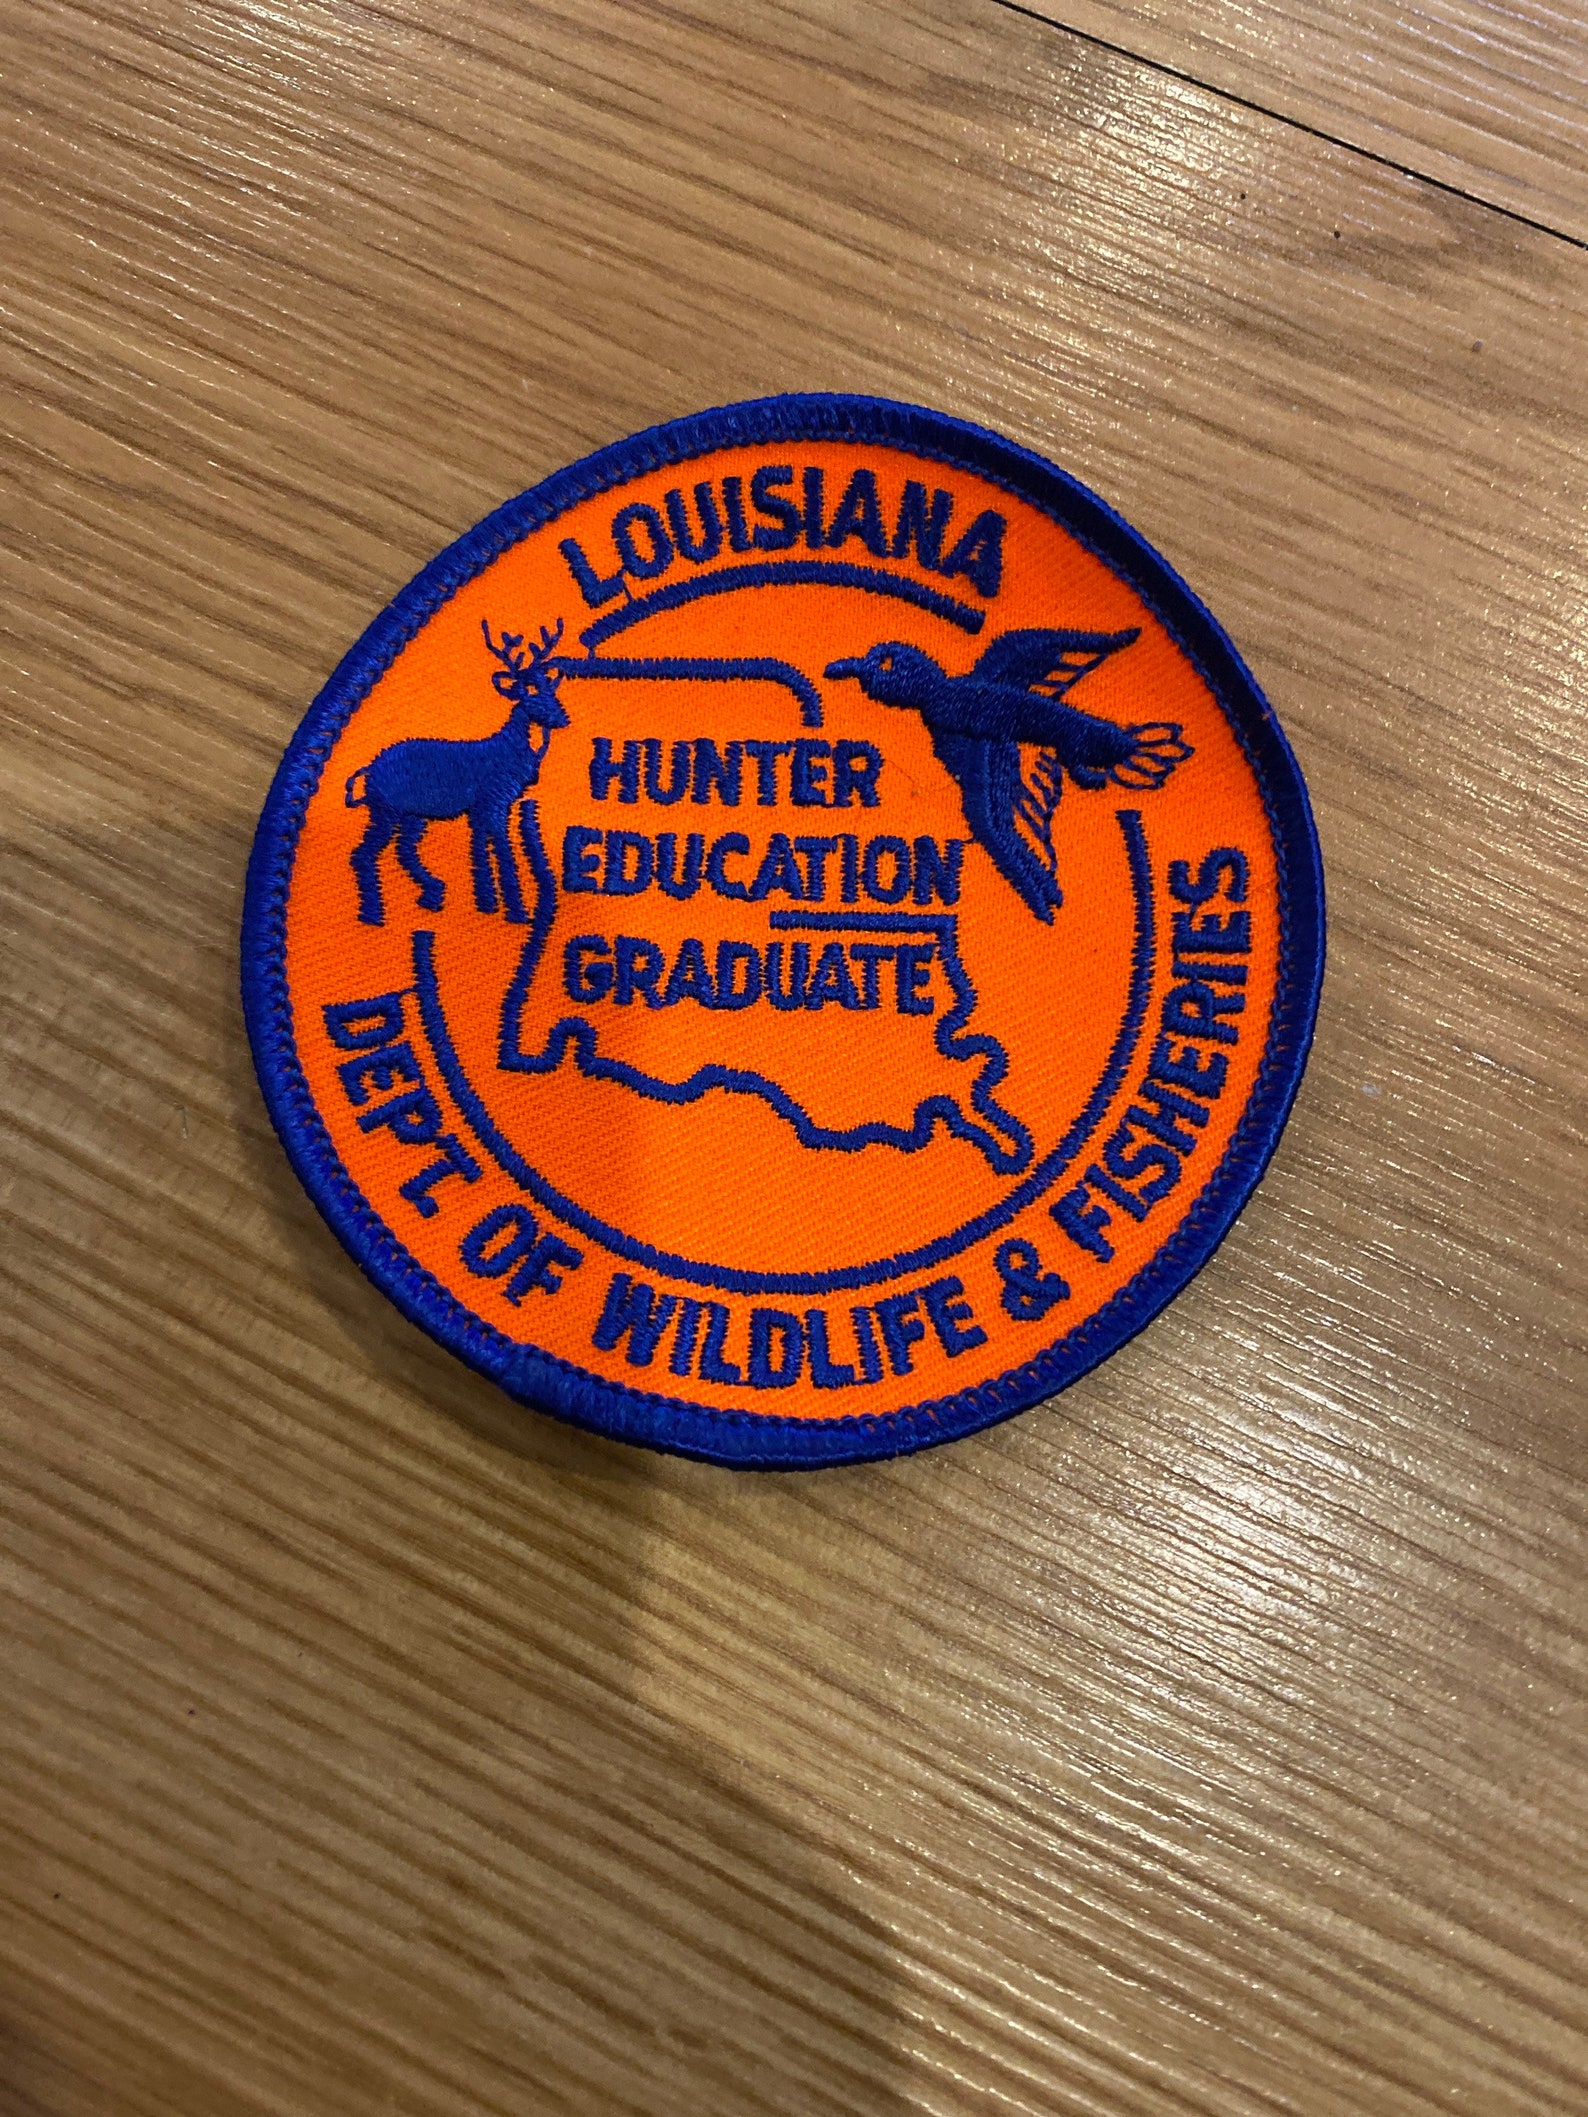 LOUISIANA
HUNTER
EDUCATION
GRADUATE
DEPT. OF WILDLIFE & FISHERIES